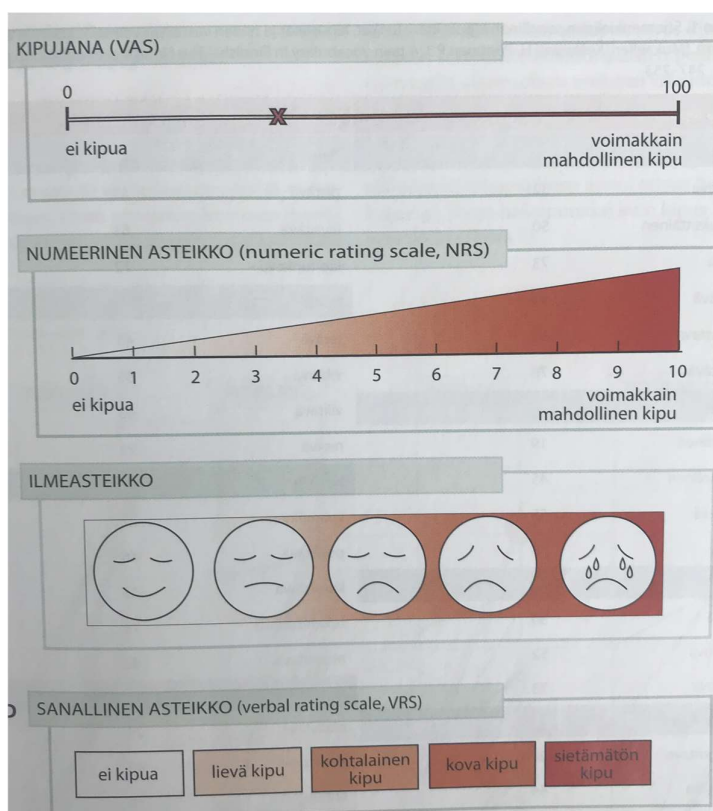 KIPUJANA (VAS)
0 100
ei kipua
voimakkain
mahdollinen kipu
NUMEERINEN ASTEIKKO (numeric rating scale, NRS)
0 1 2 3 4 5 6 7 8 9 10
ei kipua
voimakkain
mahdollinen kipu
ILMEASTEIKKO
SANALLINEN ASTEIKKO (verbal rating scale, VRS)
ei kipua
lievä kipu
kohtalainen
kipu
kova kipu
sietämätön
kipu